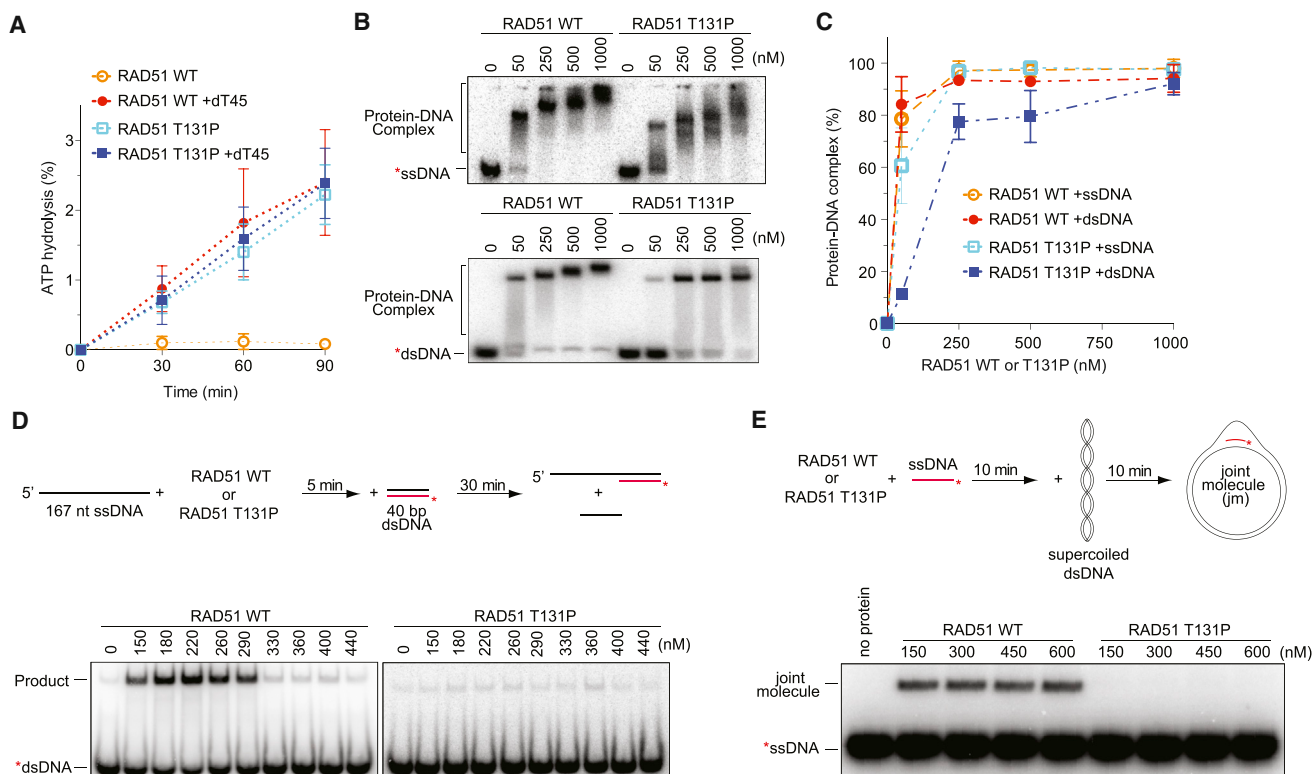 A
RAD51 WT
RAD51 WT +dT45
RAD51 T131P
RAD51 T131P +dT45
ATP hydrolysis (%)
3
2
1
0
0 30 60 90
Time (min)
B
RAD51 WT RAD51 T131P
0 50 250 500 1000 0 50 250 500 1000 (nM)
Protein-DNA
Complex
*ssDNA
RAD51 WT RAD51 T131P
0 50 250 500 1000 0 50 250 500 1000 (nM)
Protein-DNA
Complex
*dsDNA
C
Protein-DNA complex (%)
100
80
60
40
20
0
RAD51 WT +ssDNA
RAD51 WT +dsDNA
RAD51 T131P +ssDNA
RAD51 T131P +dsDNA
0 250 500 750 1000
RAD51 WT or T131P (nM)
D
5' 167 nt ssDNA + RAD51 WT or RAD51 T131P 5 min + 40 bp dsDNA * 30 min 5' * +
RAD51 WT RAD51 T131P
0 150 180 220 260 290 330 360 400 440 0 150 180 220 260 290 330 360 400 440 (nM)
Product
*dsDNA
E
RAD51 WT or RAD51 T131P + ssDNA * 10 min + supercoiled dsDNA 10 min * joint molecule (jm)
no protein
RAD51 WT RAD51 T131P
150 300 450 600 150 300 450 600 (nM)
joint
molecule
*ssDNA